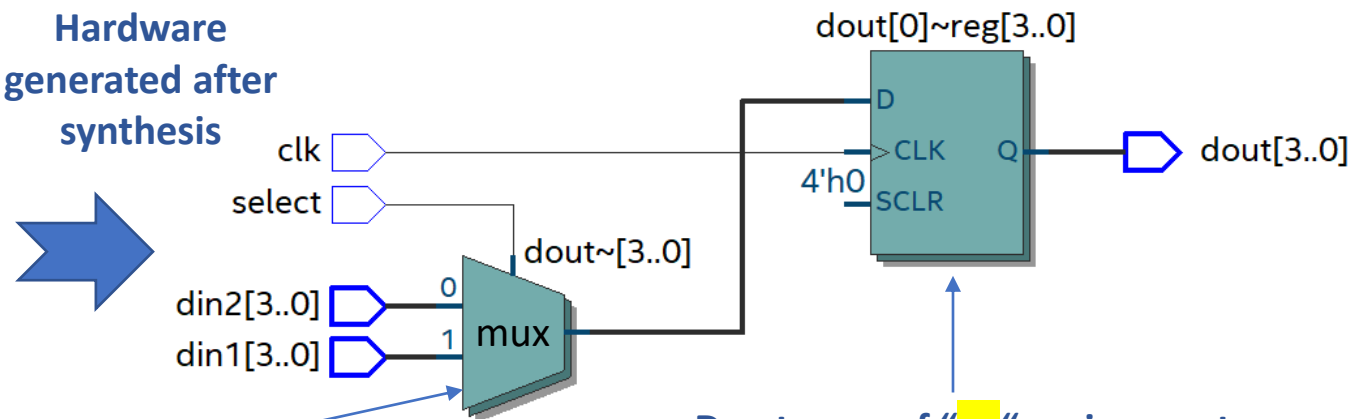 Hardware
generated after
synthesis
dout[0]~reg[3..0]
D
clk
CLK
Q
dout[3..0]
4'h0
select
SCLR
dout~[3..0]
0
din2[3..0]
mux
1
din1[3..0]